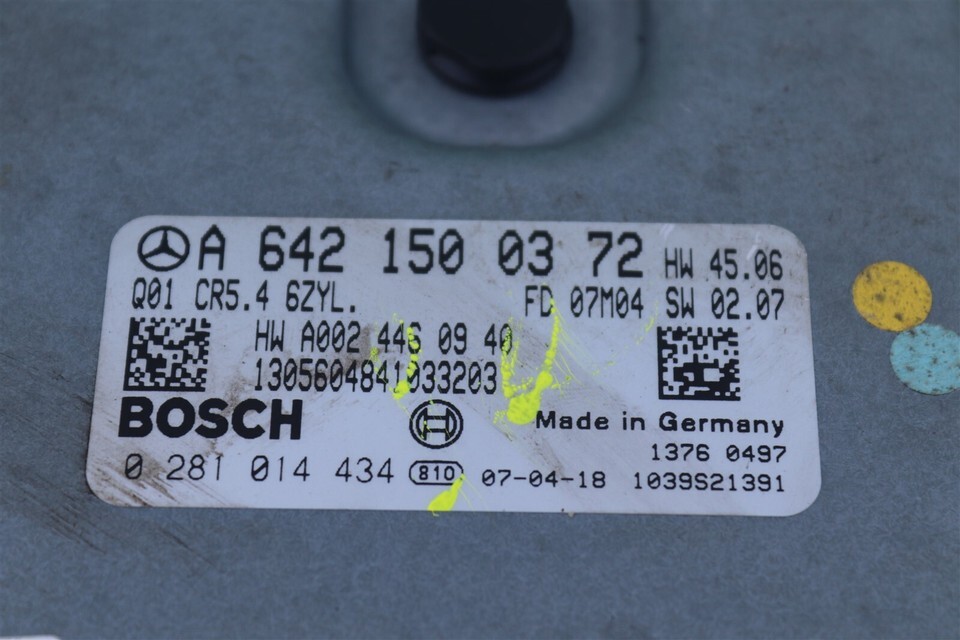 A 642 150 03 72 HW 45.06
Q01 CR5.4 6ZYL. FD 07M04 SW 02.07
HW A002 446 09 40
1305604841033203
BOSCH
Made in Germany
1376 0497
0 281 014 434 810 07-04-18 1039S21391